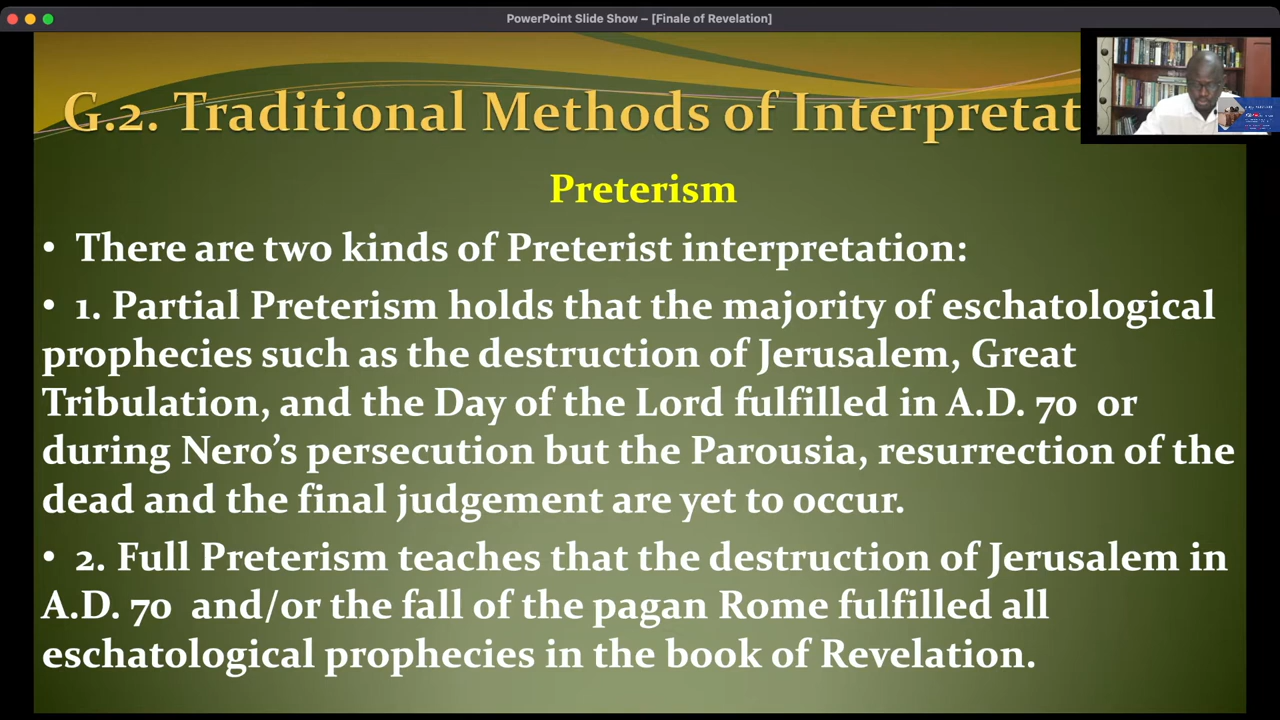 PowerPoint Slide Show – [Finale of Revelation]
G.2. Traditional Methods of Interpretat
Preterism
• There are two kinds of Preterist interpretation:
• 1. Partial Preterism holds that the majority of eschatological
prophecies such as the destruction of Jerusalem, Great
Tribulation, and the Day of the Lord fulfilled in A.D. 70 or
during Nero’s persecution but the Parousia, resurrection of the
dead and the final judgement are yet to occur.
• 2. Full Preterism teaches that the destruction of Jerusalem in
A.D. 70 and/or the fall of the pagan Rome fulfilled all
eschatological prophecies in the book of Revelation.